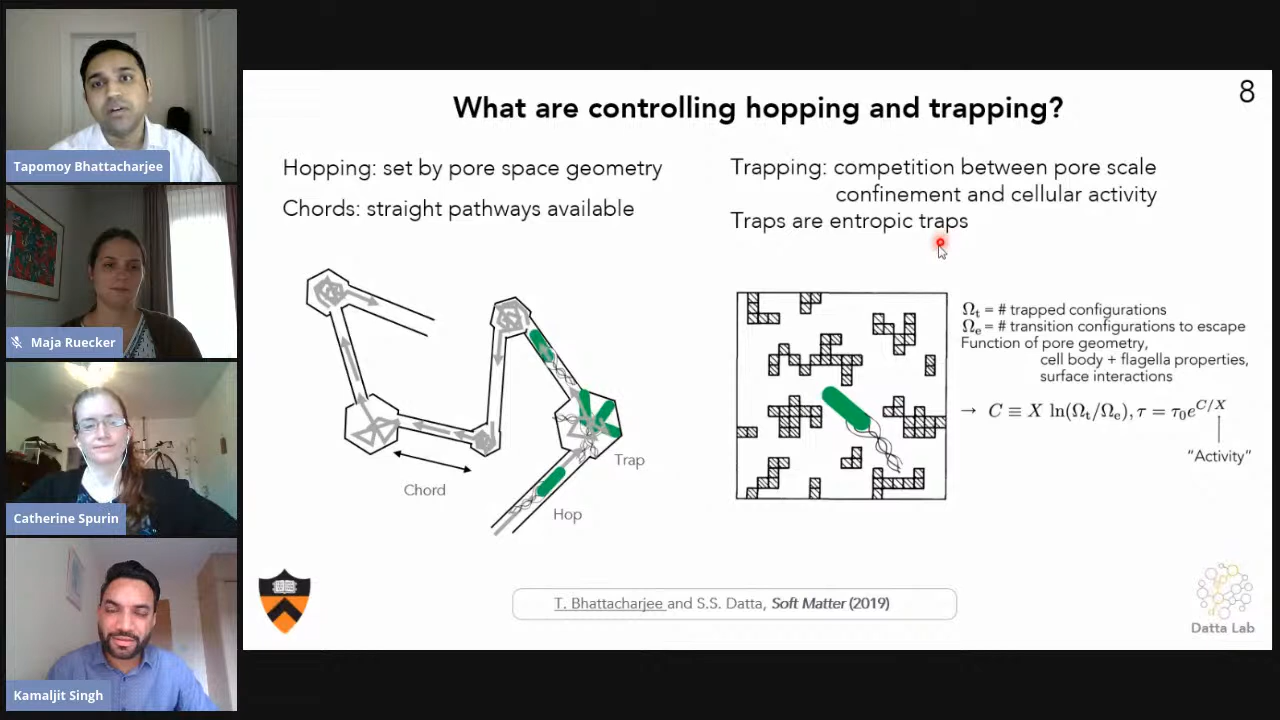 Tapomoy Bhattacharjee
Maja Ruecker
Catherine Spurin
Kamaljit Singh
8
What are controlling hopping and trapping?
Hopping: set by pore space geometry
Chords: straight pathways available
Trapping: competition between pore scale
confinement and cellular activity
Traps are entropic traps
Chord
Hop
Trap
Ωt = # trapped configurations
Ωe = # transition configurations to escape
Function of pore geometry,
cell body + flagella properties,
surface interactions
→ C ≡ X ln(Ωt/Ωe), τ = τ0e^C/X
"Activity"
T. Bhattacharjee and S.S. Datta, Soft Matter (2019)
Datta Lab